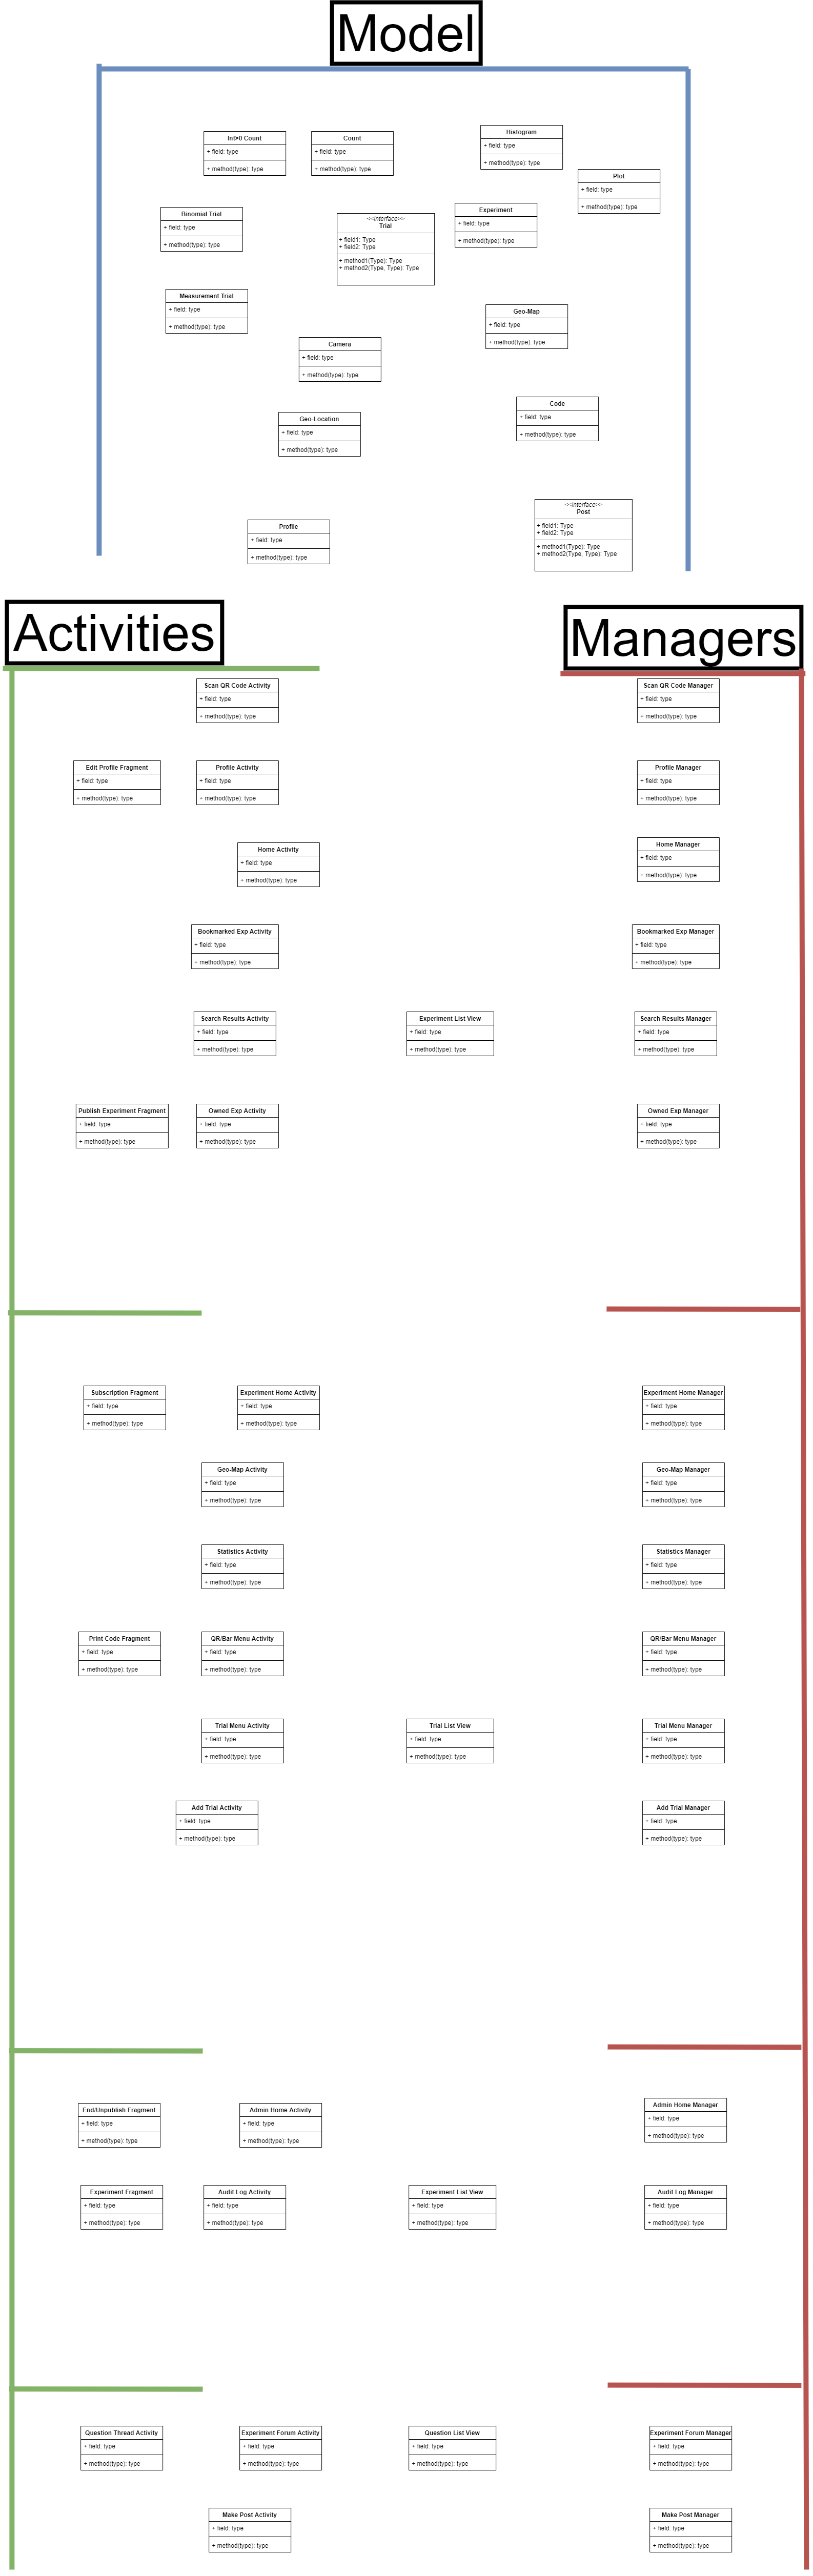 Model
Int>0 Count
+ field: type
+ method(type): type
Count
+ field: type
+ method(type): type
Histogram
+ field: type
+ method(type): type
Plot
+ field: type
+ method(type): type
Binomial Trial
+ field: type
+ method(type): type
<<interface>>
Trial
+ field1: Type
+ field2: Type
+ method1(Type): Type
+ method2(Type, Type): Type
Experiment
+ field: type
+ method(type): type
Measurement Trial
+ field: type
+ method(type): type
Geo-Map
+ field: type
+ method(type): type
Camera
+ field: type
+ method(type): type
Code
+ field: type
+ method(type): type
Geo-Location
+ field: type
+ method(type): type
Profile
+ field: type
+ method(type): type
<<interface>>
Post
+ field1: Type
+ field2: Type
+ method1(Type): Type
+ method2(Type, Type): Type
Activities
Managers
Scan QR Code Activity
+ field: type
+ method(type): type
Scan QR Code Manager
+ field: type
+ method(type): type
Edit Profile Fragment
+ field: type
+ method(type): type
Profile Activity
+ field: type
+ method(type): type
Profile Manager
+ field: type
+ method(type): type
Home Activity
+ field: type
+ method(type): type
Home Manager
+ field: type
+ method(type): type
Bookmarked Exp Activity
+ field: type
+ method(type): type
Bookmarked Exp Manager
+ field: type
+ method(type): type
Search Results Activity
+ field: type
+ method(type): type
Experiment List View
+ field: type
+ method(type): type
Search Results Manager
+ field: type
+ method(type): type
Publish Experiment Fragment
+ field: type
+ method(type): type
Owned Exp Activity
+ field: type
+ method(type): type
Owned Exp Manager
+ field: type
+ method(type): type
Subscription Fragment
+ field: type
+ method(type): type
Experiment Home Activity
+ field: type
+ method(type): type
Experiment Home Manager
+ field: type
+ method(type): type
Geo-Map Activity
+ field: type
+ method(type): type
Geo-Map Manager
+ field: type
+ method(type): type
Statistics Activity
+ field: type
+ method(type): type
Statistics Manager
+ field: type
+ method(type): type
Print Code Fragment
+ field: type
+ method(type): type
QR/Bar Menu Activity
+ field: type
+ method(type): type
QR/Bar Menu Manager
+ field: type
+ method(type): type
Trial Menu Activity
+ field: type
+ method(type): type
Trial List View
+ field: type
+ method(type): type
Trial Menu Manager
+ field: type
+ method(type): type
Add Trial Activity
+ field: type
+ method(type): type
Add Trial Manager
+ field: type
+ method(type): type
End/Unpublish Fragment
+ field: type
+ method(type): type
Admin Home Activity
+ field: type
+ method(type): type
Admin Home Manager
+ field: type
+ method(type): type
Experiment Fragment
+ field: type
+ method(type): type
Audit Log Activity
+ field: type
+ method(type): type
Experiment List View
+ field: type
+ method(type): type
Audit Log Manager
+ field: type
+ method(type): type
Question Thread Activity
+ field: type
+ method(type): type
Experiment Forum Activity
+ field: type
+ method(type): type
Question List View
+ field: type
+ method(type): type
Experiment Forum Manager
+ field: type
+ method(type): type
Make Post Activity
+ field: type
+ method(type): type
Make Post Manager
+ field: type
+ method(type): type